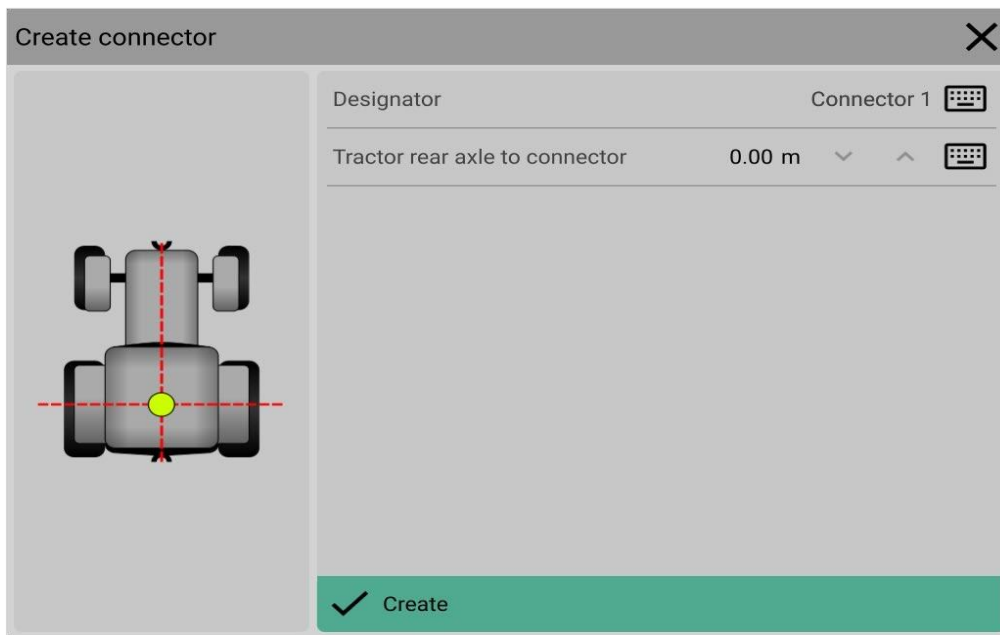 Create connector
Designator Connector 1
Tractor rear axle to connector 0.00 m
Create